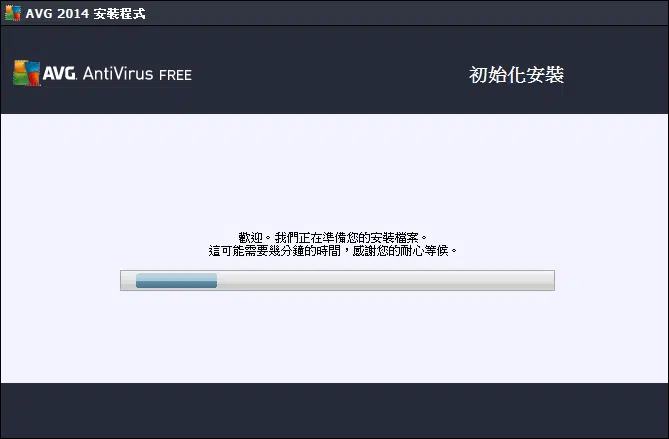 AVG 2014 安裝程式
AVG. AntiVirus FREE
初始化安裝
歡迎。我們正在準備您的安裝檔案。
這可能需要幾分鐘的時間，感謝您的耐心等候。